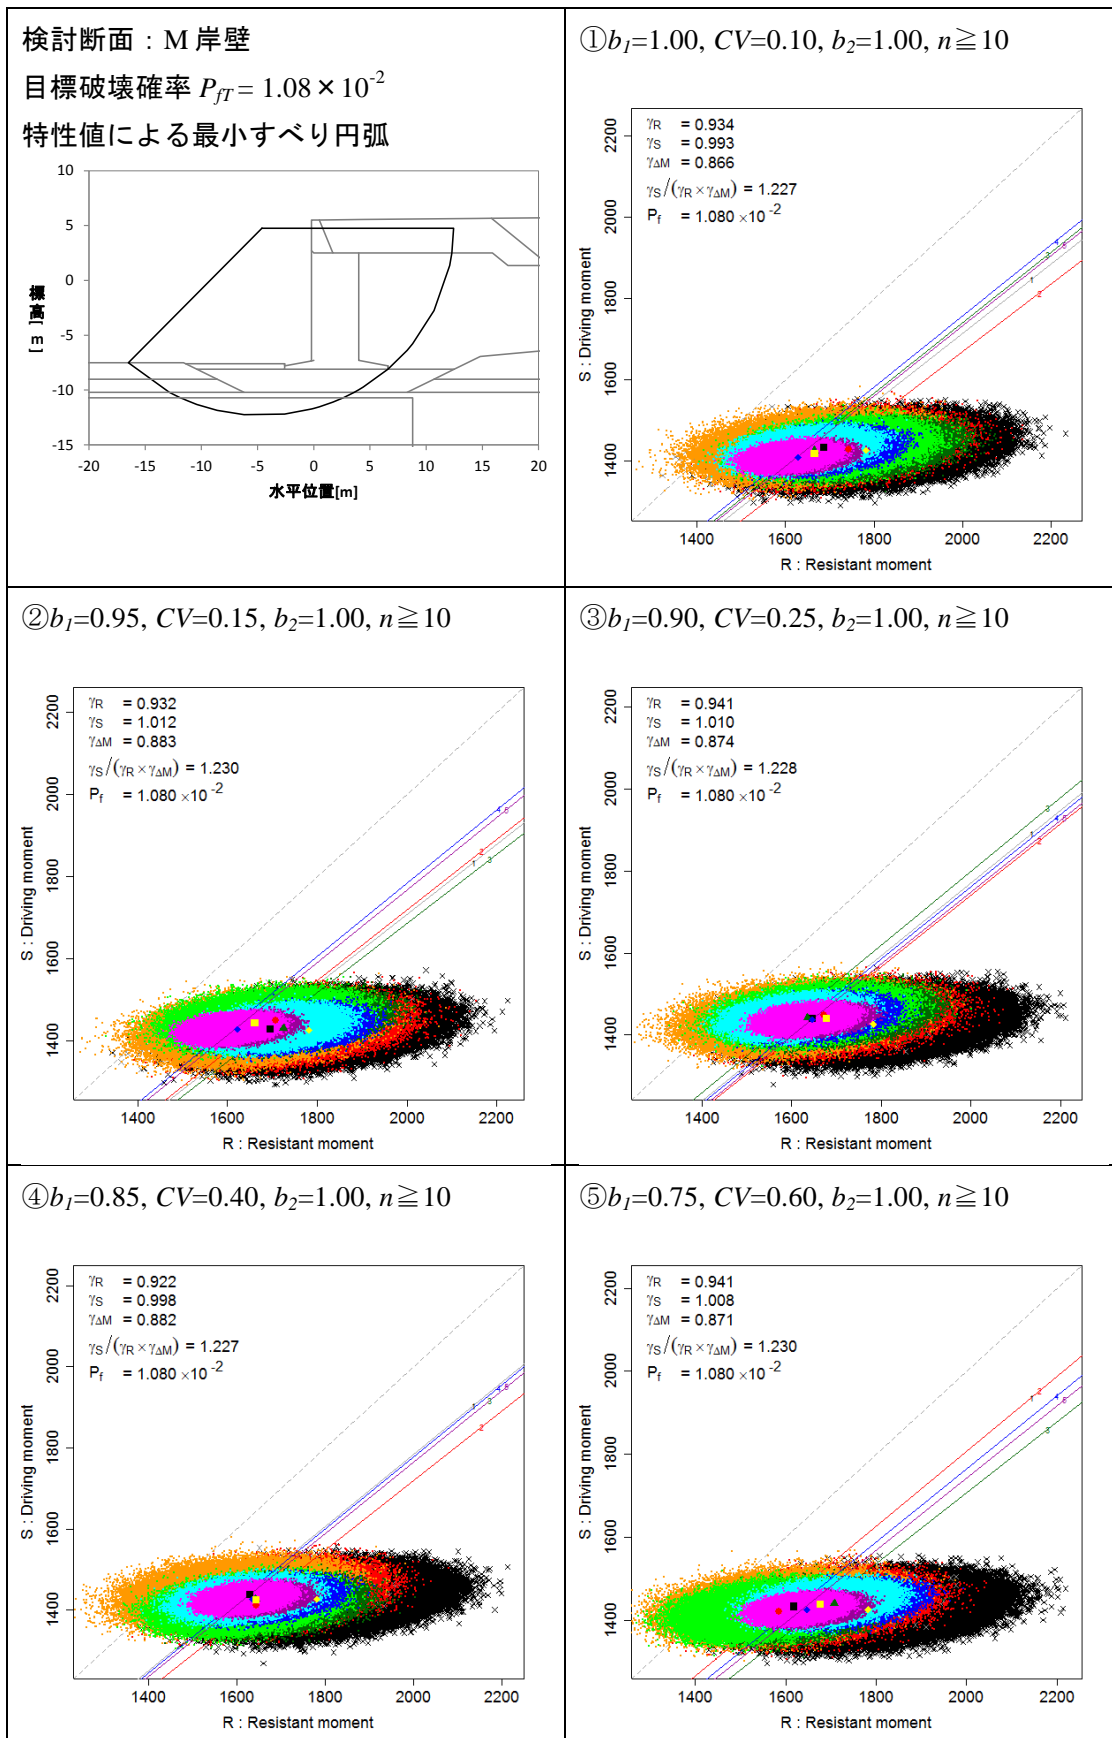 検討断面：M 岸壁
目標破壊確率 PfT = 1.08×10-2
特性値による最小すべり円弧
10
5
0
-5
-10
-15
標高[m]
-20
-15
-10
-5
0
5
10
15
20
水平位置[m]
①b1=1.00, CV=0.10, b2=1.00, n≧10
γR = 0.934
γS = 0.993
γΔM = 0.866
γS/(γR×γΔM) = 1.227
Pf = 1.080 ×10-2
2200
2000
1800
1600
1400
S : Driving moment
1400
1600
1800
2000
2200
R : Resistant moment
②b1=0.95, CV=0.15, b2=1.00, n≧10
γR = 0.932
γS = 1.012
γΔM = 0.883
γS/(γR×γΔM) = 1.230
Pf = 1.080 ×10-2
2200
2000
1800
1600
1400
S : Driving moment
1400
1600
1800
2000
2200
R : Resistant moment
③b1=0.90, CV=0.25, b2=1.00, n≧10
γR = 0.941
γS = 1.010
γΔM = 0.874
γS/(γR×γΔM) = 1.228
Pf = 1.080 ×10-2
2200
2000
1800
1600
1400
S : Driving moment
1400
1600
1800
2000
2200
R : Resistant moment
④b1=0.85, CV=0.40, b2=1.00, n≧10
γR = 0.922
γS = 0.998
γΔM = 0.882
γS/(γR×γΔM) = 1.227
Pf = 1.080 ×10-2
2200
2000
1800
1600
1400
S : Driving moment
1400
1600
1800
2000
2200
R : Resistant moment
⑤b1=0.75, CV=0.60, b2=1.00, n≧10
γR = 0.941
γS = 1.008
γΔM = 0.871
γS/(γR×γΔM) = 1.230
Pf = 1.080 ×10-2
2200
2000
1800
1600
1400
S : Driving moment
1400
1600
1800
2000
2200
R : Resistant moment